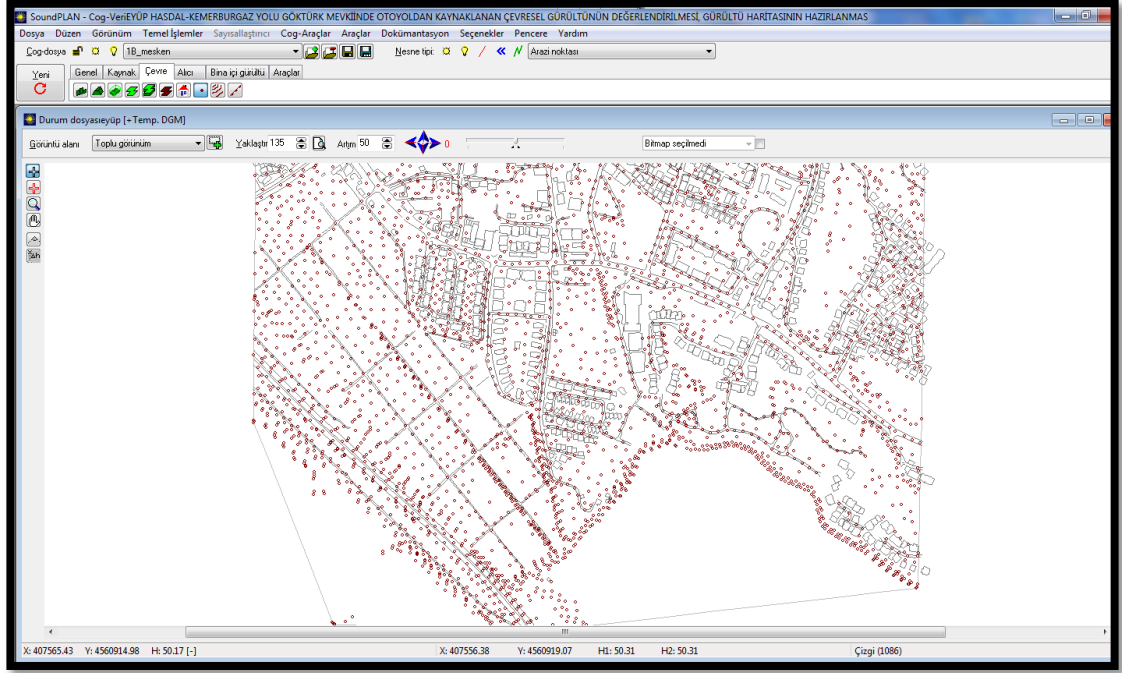 SoundPLAN - Cog-VeriEYÜP HASDAL-KEMERBURGAZ YOLU GÖKTÜRK MEVKİİNDE OTOYOLDAN KAYNAKLANAN ÇEVRESEL GÜRÜLTÜNÜN DEĞERLENDİRİLMESİ, GÜRÜLTÜ HARİTASININ HAZIRLANMAS
Dosya Düzen Görünüm Temel İşlemler Sayısallaştırıcı Cog-Araçlar Araçlar Dokümantasyon Seçenekler Pencere Yardım
Cog-dosya 1B_mesken Nesne tipi: Arazi noktası
Yeni Genel Kaynak Çevre Alıcı Bina içi gürültü Araçlar
Durum dosyasıeyüp [+Temp. DGM]
Görüntü alanı Toplu görünüm Yaklaştır 135 Artım 50 0 Bitmap seçilmedi
X: 407565.43 Y: 4560914.98 H: 50.17 [-] X: 407556.38 Y: 4560919.07 H1: 50.31 H2: 50.31 Çizgi (1086)